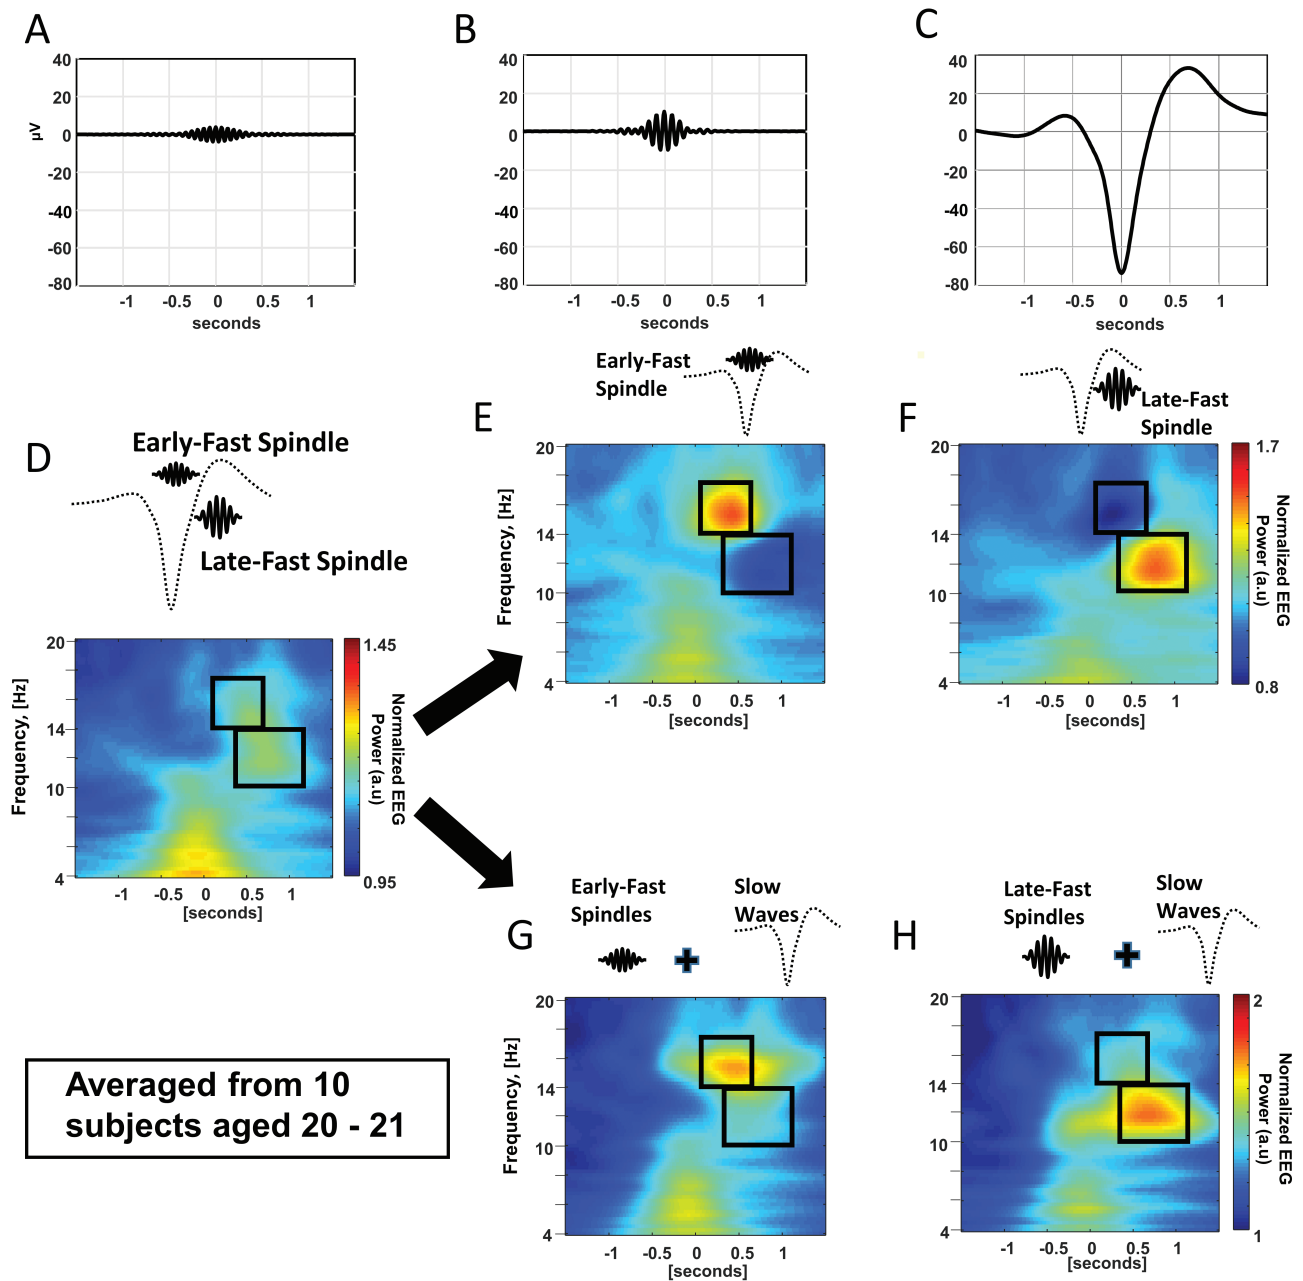 A
B
C
40
20
0
-20
-40
-60
-80
µV
-1 -0.5 0 0.5 1
seconds
40
20
0
-20
-40
-60
-80
-1 -0.5 0 0.5 1
seconds
40
20
0
-20
-40
-60
-80
-1 -0.5 0 0.5 1
seconds
D
Early-Fast Spindle
Late-Fast Spindle
20
14
10
4
Frequency, [Hz]
-1 -0.5 0 0.5 1
[seconds]
1.45
0.95
Normalized EEG
Power (a.u)
E
Early-Fast
Spindle
20
14
10
4
Frequency, [Hz]
-1 -0.5 0 0.5 1
[seconds]
F
Late-Fast
Spindle
20
14
10
4
-1 -0.5 0 0.5 1
[seconds]
1.7
0.8
Normalized EEG
Power (a.u)
G
Early-Fast
Spindles
Slow
Waves
20
14
10
4
Frequency, [Hz]
-1 -0.5 0 0.5 1
[seconds]
H
Late-Fast
Spindles
Slow
Waves
20
14
10
4
-1 -0.5 0 0.5 1
[seconds]
2
1
Normalized EEG
Power (a.u)
Averaged from 10
subjects aged 20 - 21